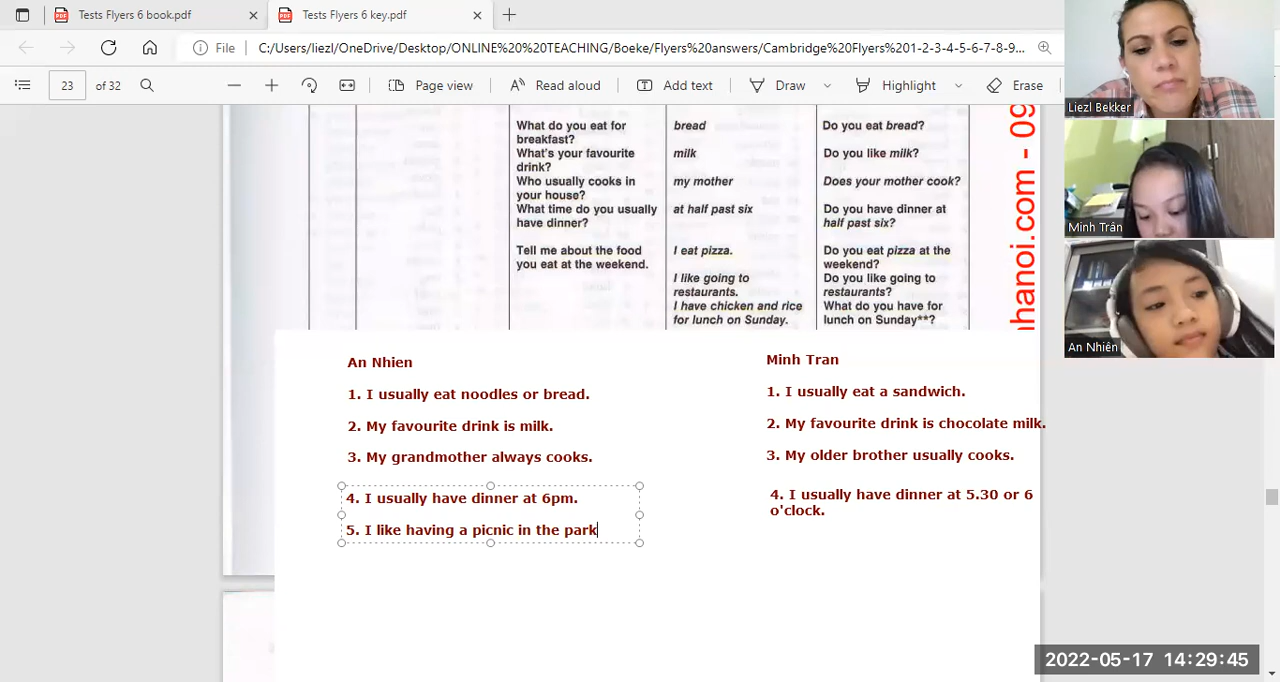 Tests Flyers 6 book.pdf
Tests Flyers 6 key.pdf
File
C:/Users/liezl/OneDrive/Desktop/ONLINE%20%20TEACHING/Boeke/Flyers%20answers/Cambridge%20Flyers%201-2-3-4-5-6-7-8-9...
23 of 32
Page view
Read aloud
Add text
Draw
Highlight
Erase
What do you eat for
breakfast?
bread
Do you eat bread?
What's your favourite
drink?
milk
Do you like milk?
Who usually cooks in
your house?
my mother
Does your mother cook?
What time do you usually
have dinner?
at half past six
Do you have dinner at
half past six?
Tell me about the food
you eat at the weekend.
I eat pizza.
Do you eat pizza at the
weekend?
I like going to
restaurants.
Do you like going to
restaurants?
I have chicken and rice
for lunch on Sunday.
What do you have for
lunch on Sunday**?
hanoi.com - 09
An Nhien
1. I usually eat noodles or bread.
2. My favourite drink is milk.
3. My grandmother always cooks.
4. I usually have dinner at 6pm.
5. I like having a picnic in the park
Minh Tran
1. I usually eat a sandwich.
2. My favourite drink is chocolate milk.
3. My older brother usually cooks.
4. I usually have dinner at 5.30 or 6
o'clock.
Liezl Bekker
Minh Trân
An Nhiên
2022-05-17 14:29:45